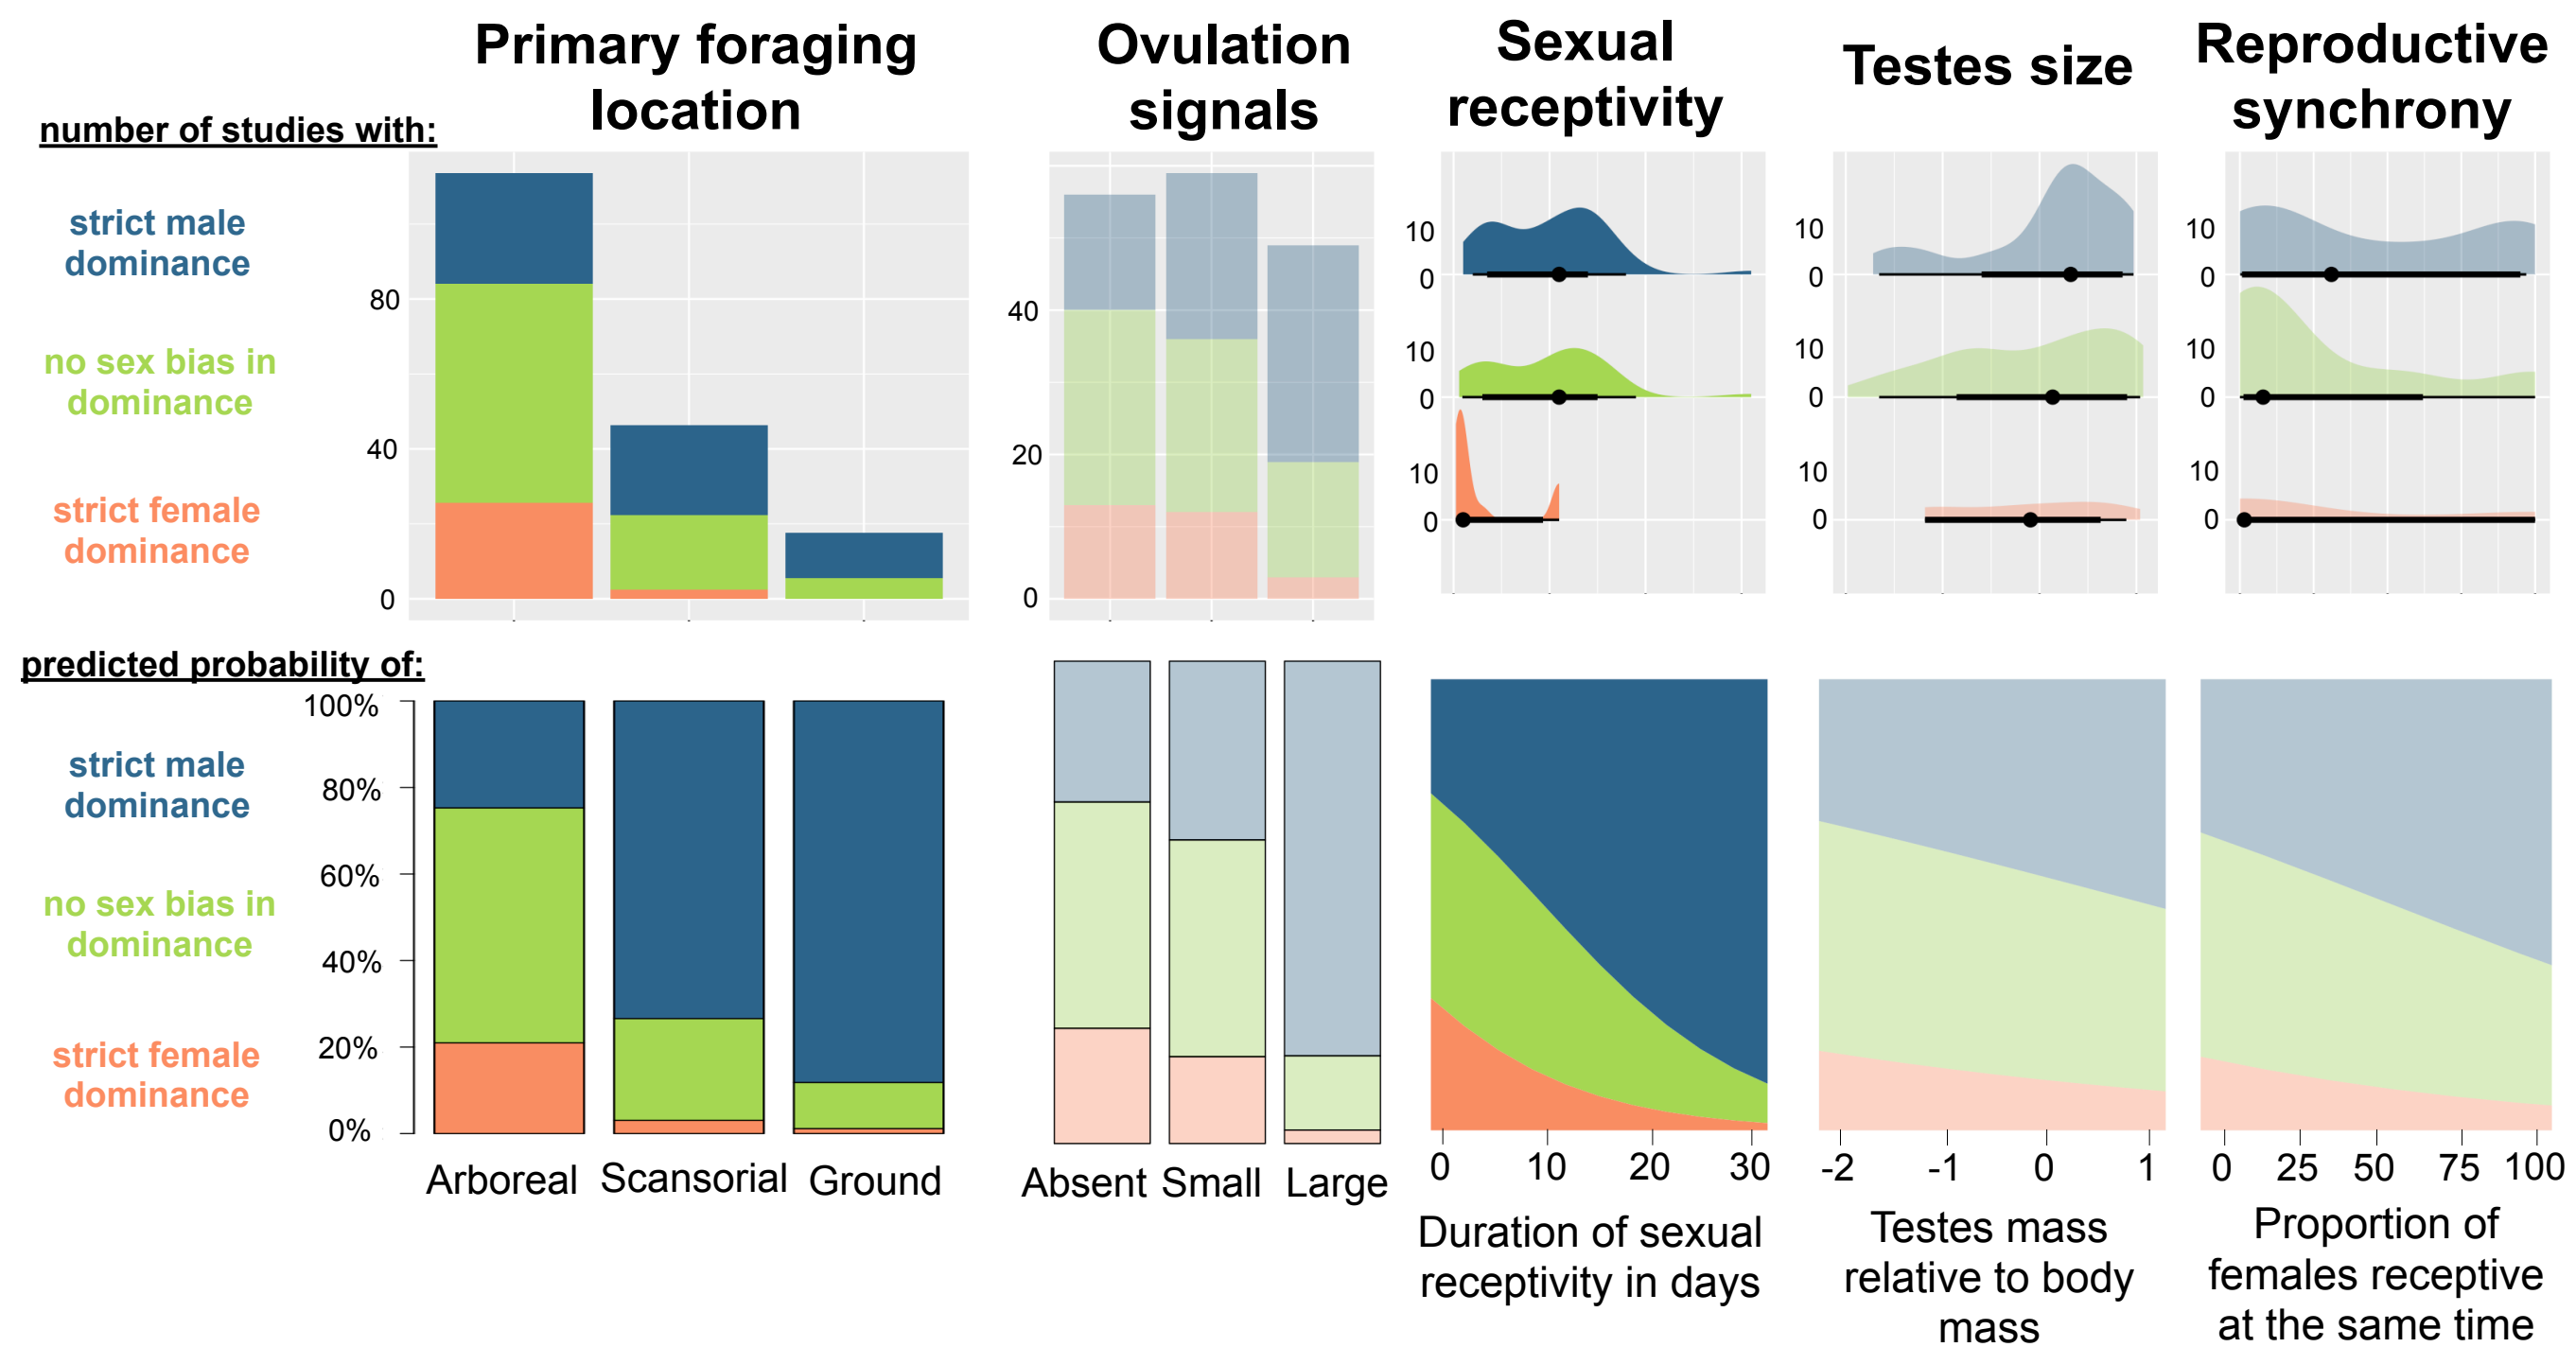 Primary foraging
location
Ovulation
signals
Sexual
receptivity
Testes size
Reproductive
synchrony
number of studies with:
strict male
dominance
no sex bias in
dominance
strict female
dominance
80
40
0
40
20
0
10
0
10
0
10
0
10
0
10
0
10
0
10
0
10
0
10
0
predicted probability of:
strict male
dominance
no sex bias in
dominance
strict female
dominance
100%
80%
60%
40%
20%
0%
Arboreal Scansorial Ground
Absent Small Large
0 10 20 30
Duration of sexual
receptivity in days
-2 -1 0 1
Testes mass
relative to body
mass
0 25 50 75 100
Proportion of
females receptive
at the same time